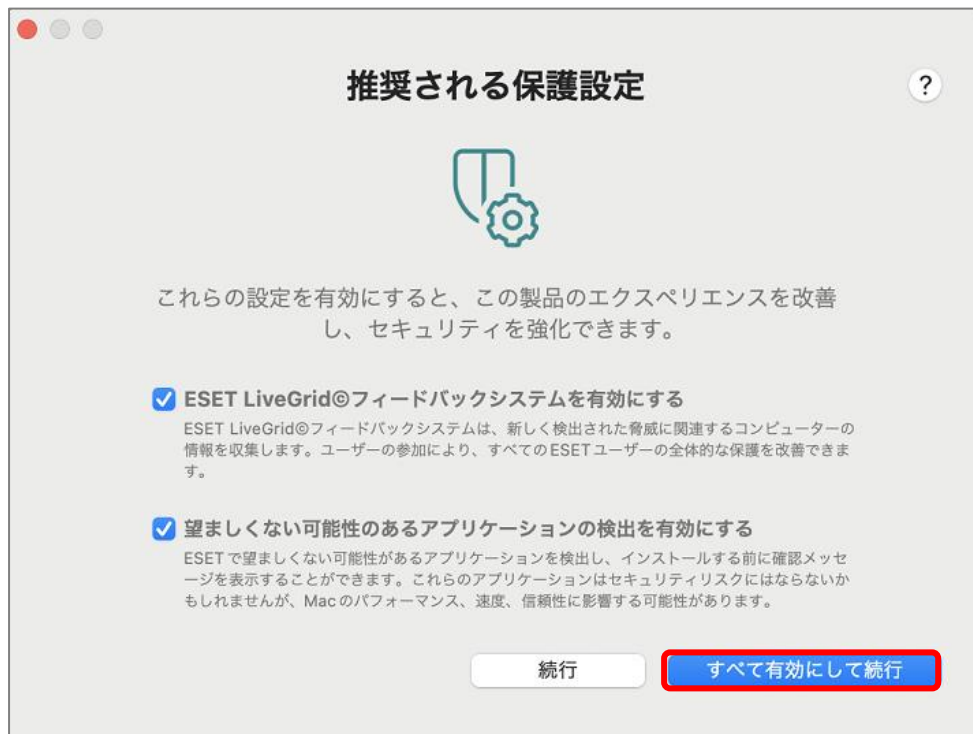 推奨される保護設定
?
これらの設定を有効にすると、この製品のエクスペリエンスを改善
し、セキュリティを強化できます。
ESET LiveGrid©フィードバックシステムを有効にする
ESET LiveGrid©フィードバックシステムは、新しく検出された脅威に関連するコンピューターの
情報を収集します。ユーザーの参加により、すべてのESETユーザーの全体的な保護を改善できま
す。
望ましくない可能性のあるアプリケーションの検出を有効にする
ESETで望ましくない可能性があるアプリケーションを検出し、インストールする前に確認メッセ
ージを表示することができます。これらのアプリケーションはセキュリティリスクにはならないか
もしれませんが、Macのパフォーマンス、速度、信頼性に影響する可能性があります。
続行
すべて有効にして続行